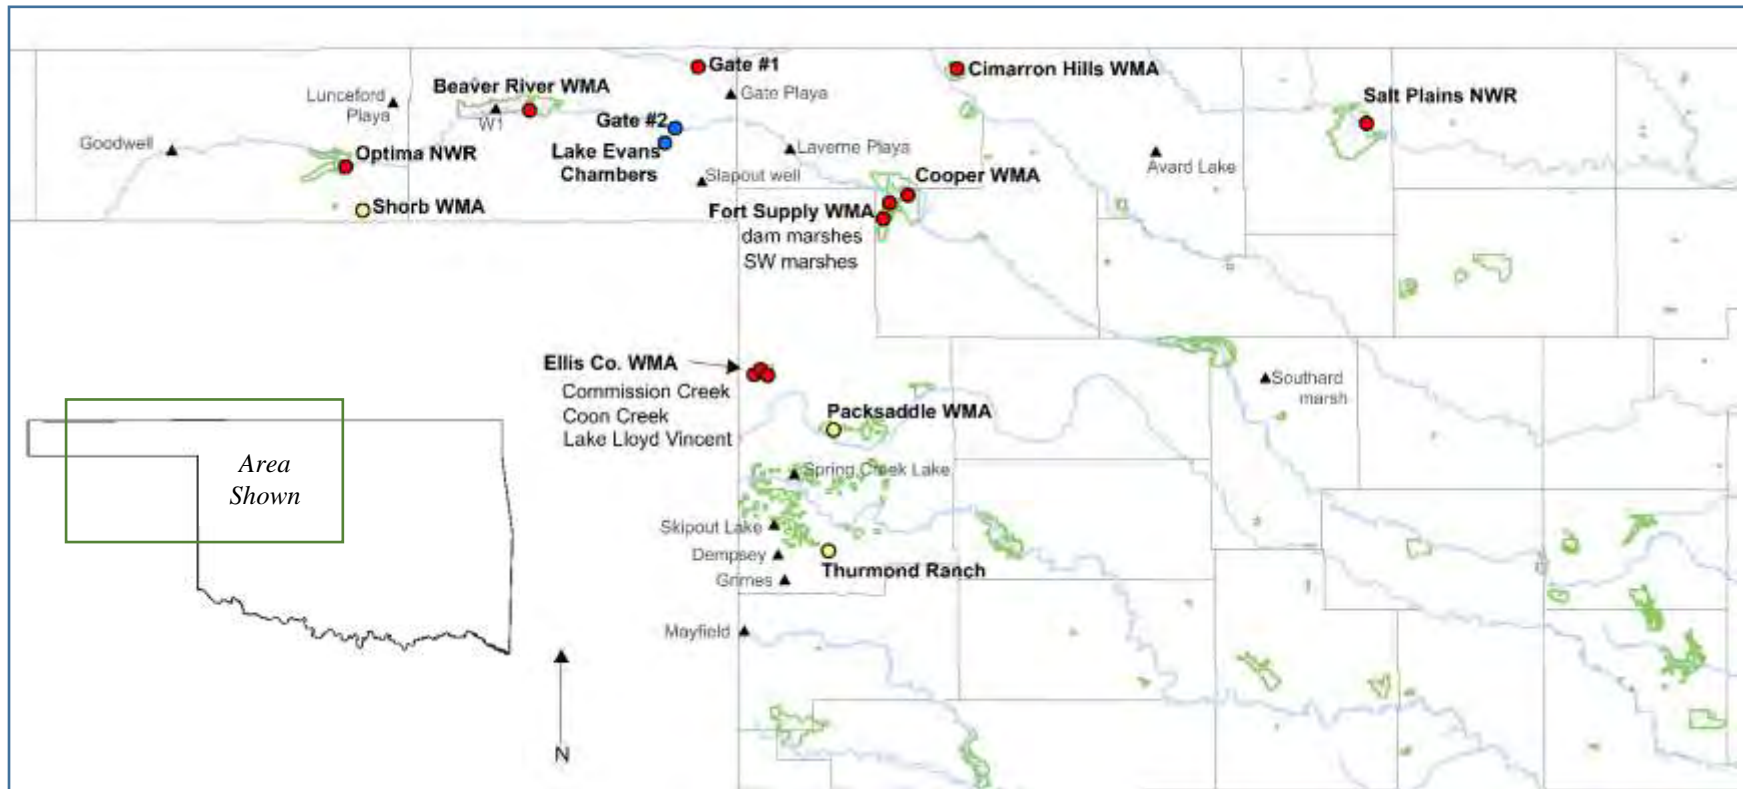 Gate #1
Cimarron Hills WMA
Beaver River WMA
Lunceford
Playa
Gate Playa
Salt Plains NWR
W1
Gate #2
Goodwell
Optima NWR
Lake Evans
Chambers
Laverne Playa
Avard Lake
Slapout well
Cooper WMA
Shorb WMA
Fort Supply WMA
dam marshes
SW marshes
Ellis Co. WMA
Commission Creek
Coon Creek
Lake Lloyd Vincent
Southard
marsh
Packsaddle WMA
Area
Shown
Spring Creek Lake
Skipout Lake
Dempsey
Thurmond Ranch
Grimes
Mayfield
N